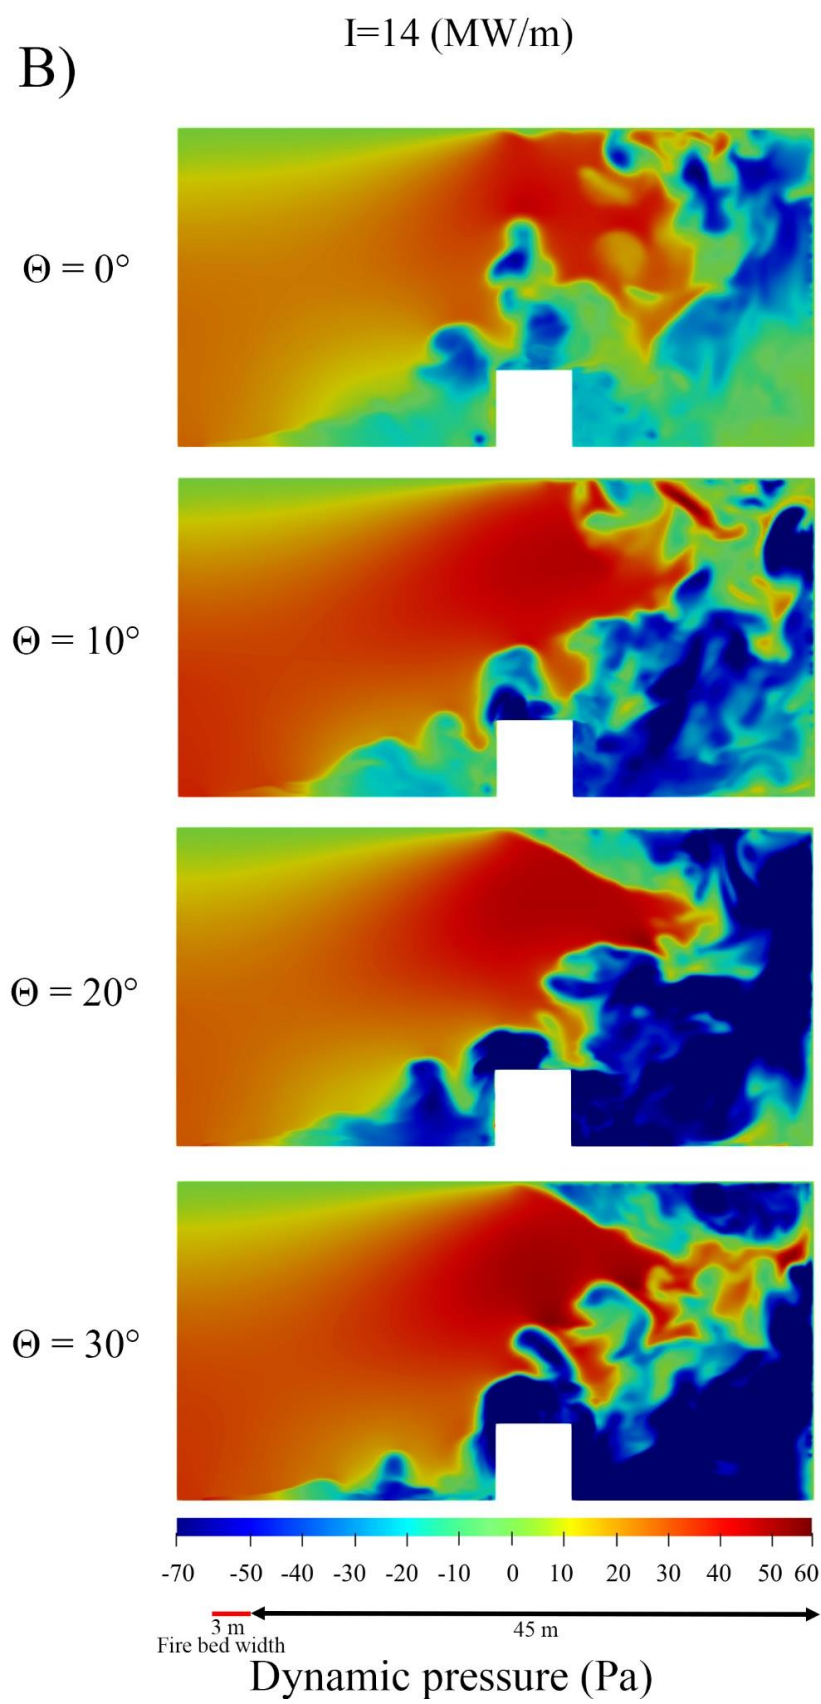 I=14 (MW/m)
B)
Θ = 0°
Θ = 10°
Θ = 20°
Θ = 30°
-70 -50 -40 -30 -20 -10 0 10 20 30 40 50 60
3 m
45 m
Fire bed width
Dynamic pressure (Pa)